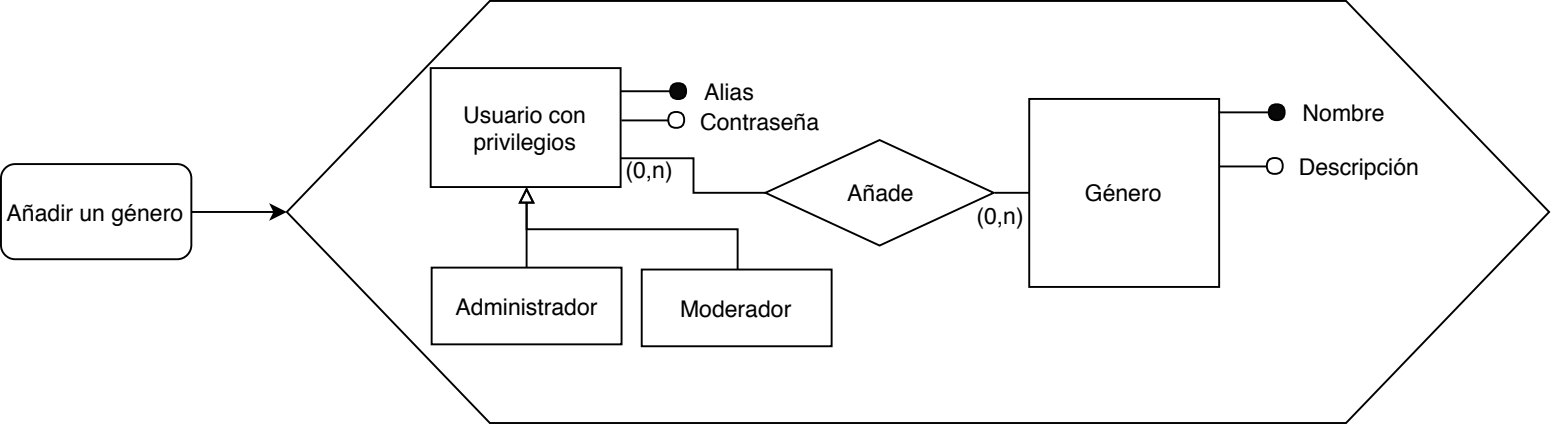 Añadir un género
Usuario con
privilegios
Alias
Contraseña
(0,n)
Administrador
Moderador
Añade
(0,n)
Género
Nombre
Descripción